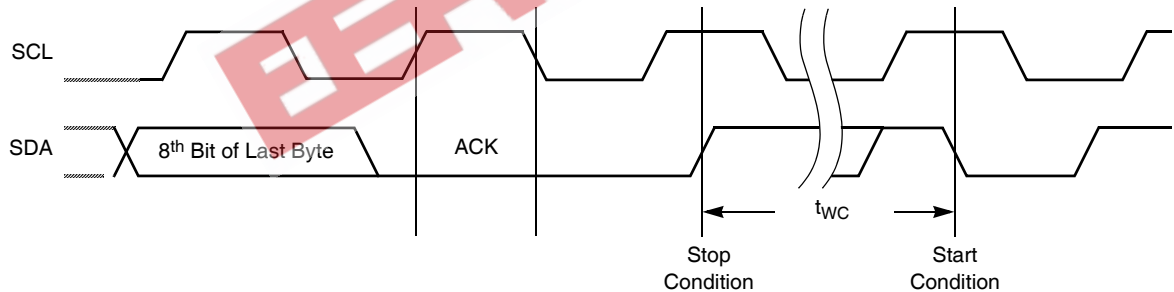 SCL
SDA
8th Bit of Last Byte
ACK
tWC
Stop
Condition
Start
Condition